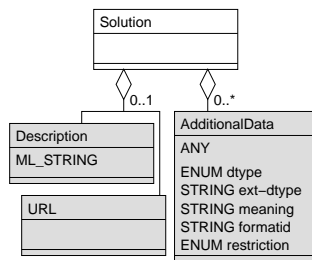 Solution
0..1
0..*
Description
ML_STRING
URL
AdditionalData
ANY
ENUM dtype
STRING ext−dtype
STRING meaning
STRING formatid
ENUM restriction